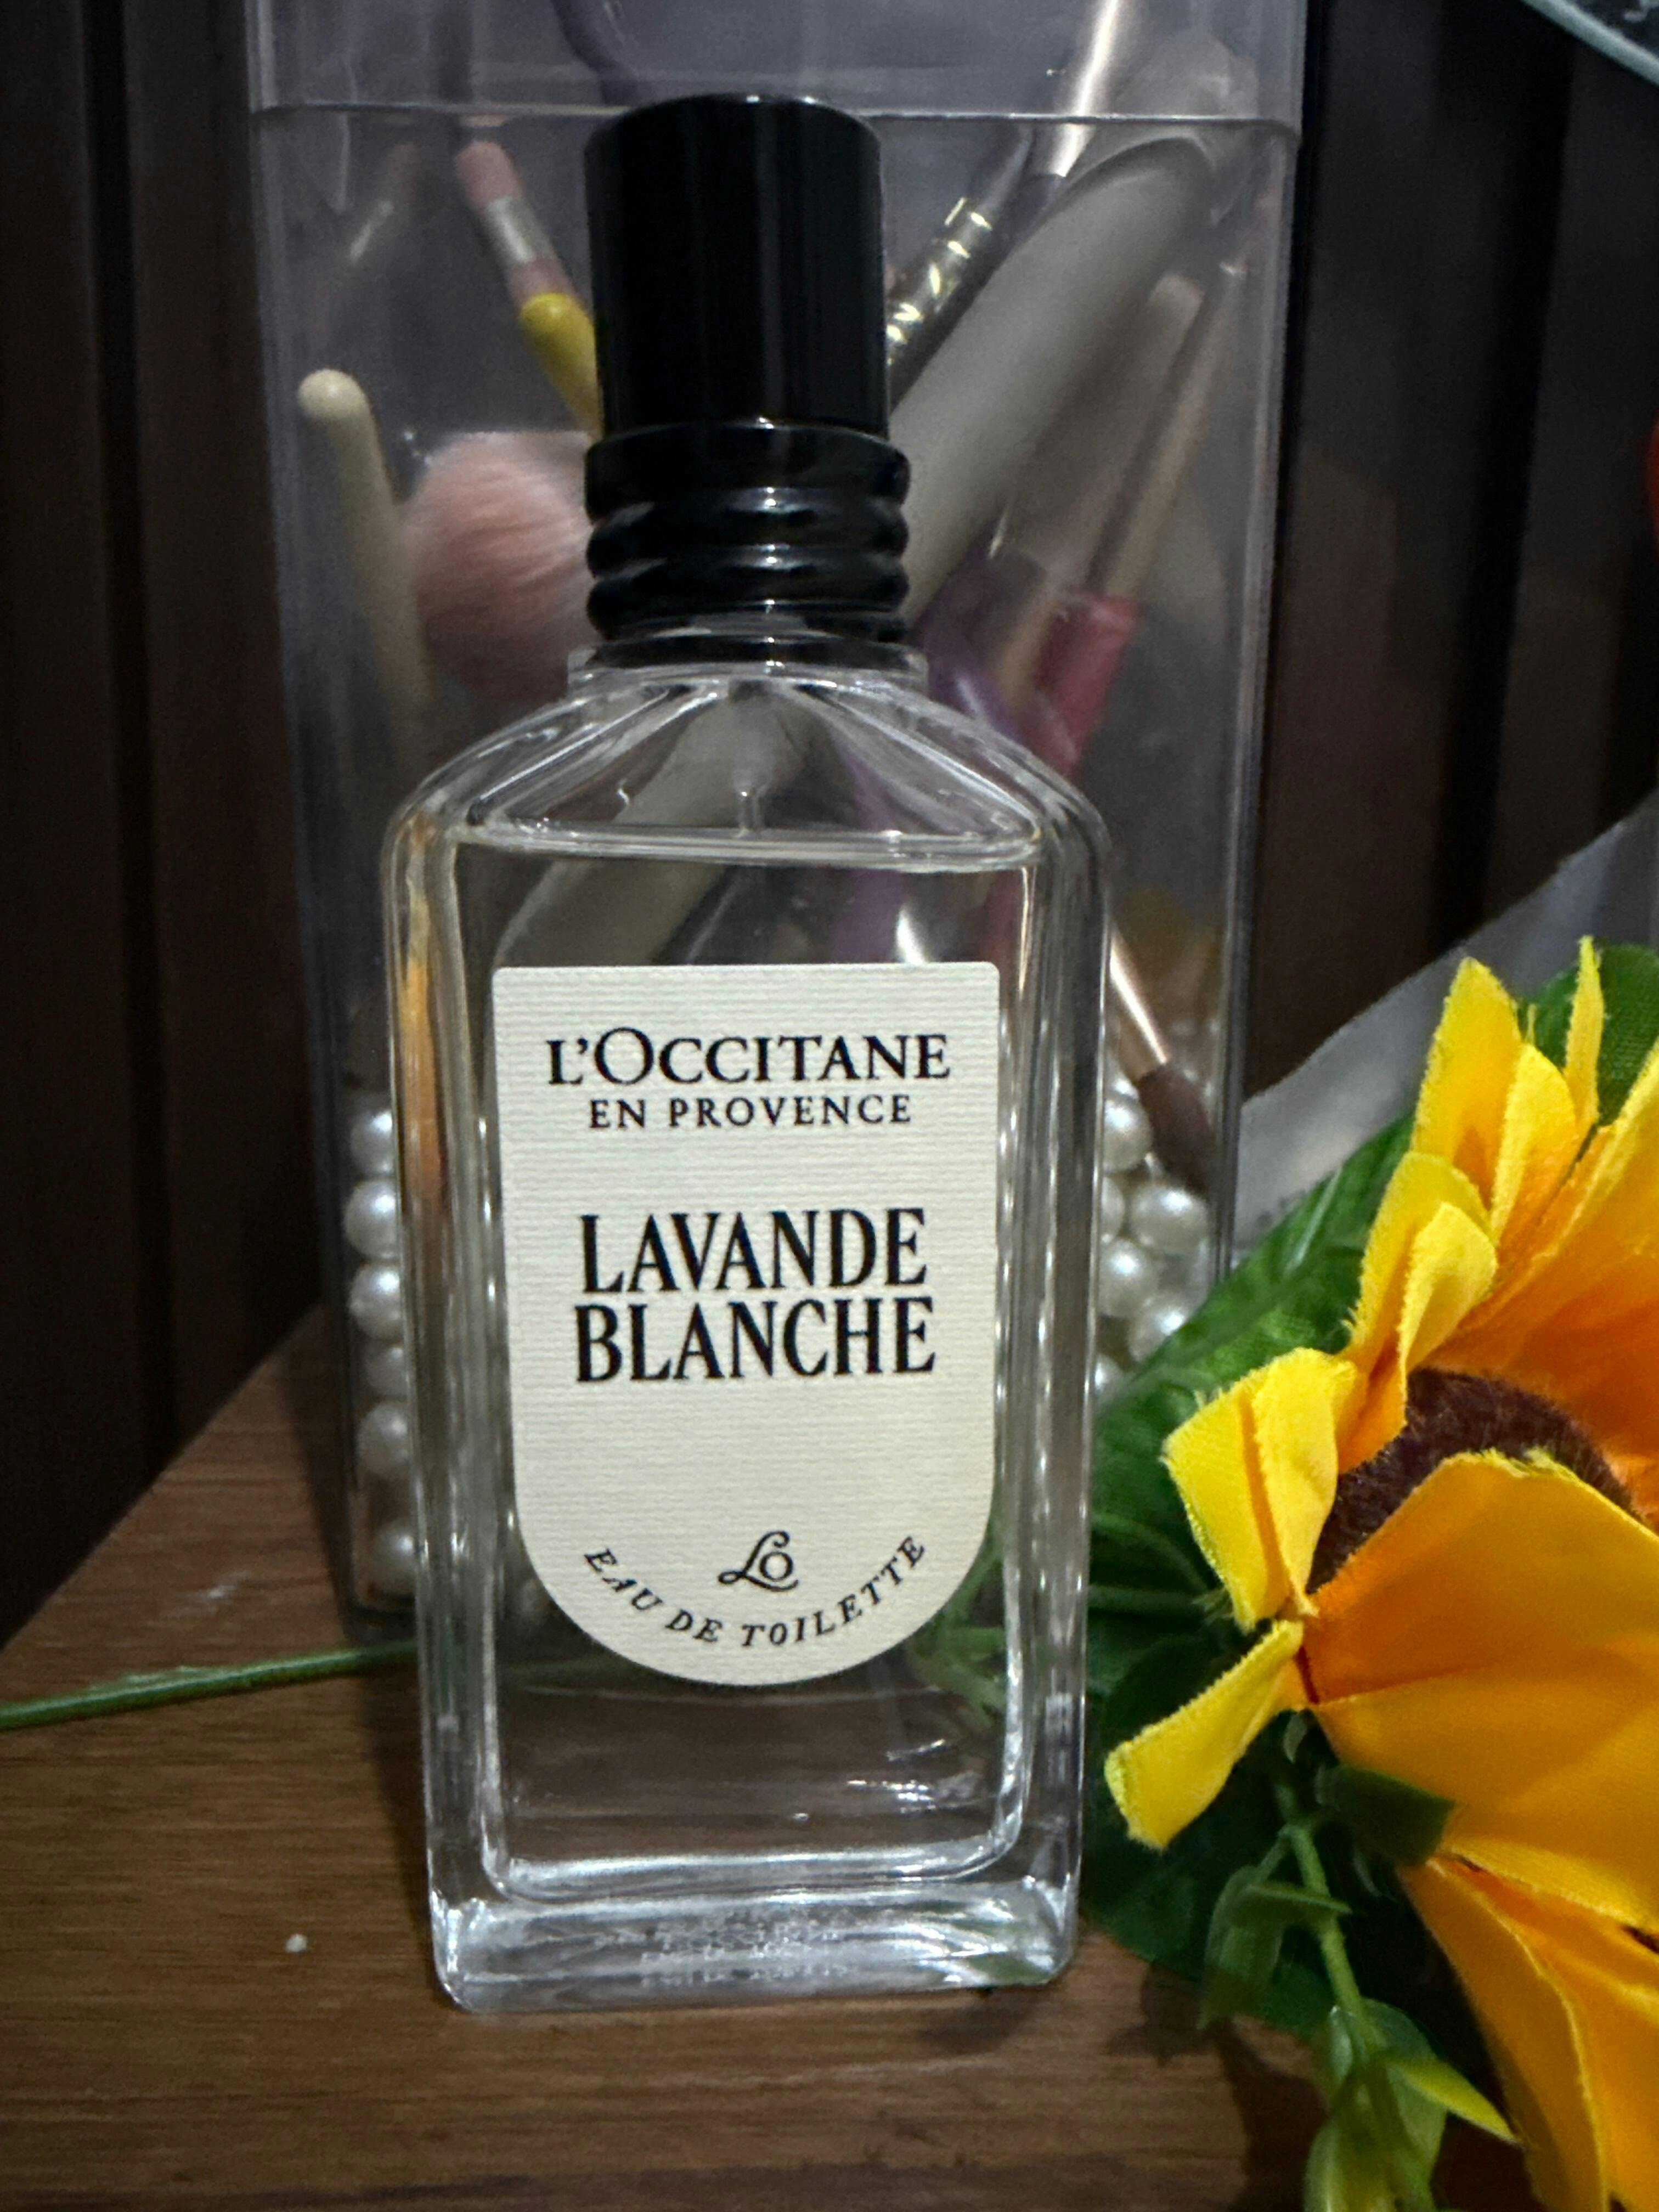 L'OCCITANE
EN PROVENCE
LAVANDE
BLANCHE
LO
EAU DE TOILETTE